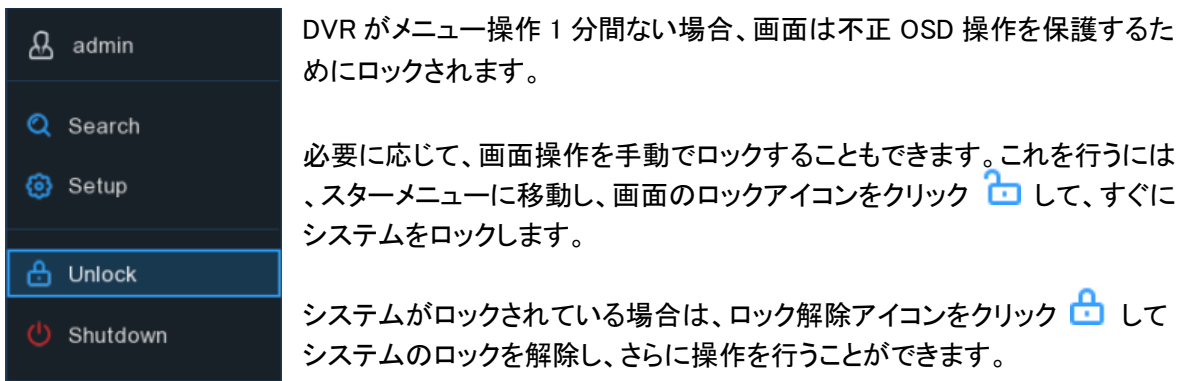 admin
Search
Setup
Unlock
Shutdown
DVR がメニュー操作 1 分間ない場合、画面は不正 OSD 操作を保護するた
めにロックされます。
必要に応じて、画面操作を手動でロックすることもできます。これを行うには
、スターメニューに移動し、画面のロックアイコンをクリック して、すぐに
システムをロックします。
システムがロックされている場合は、ロック解除アイコンをクリック して
システムのロックを解除し、さらに操作を行うことができます。